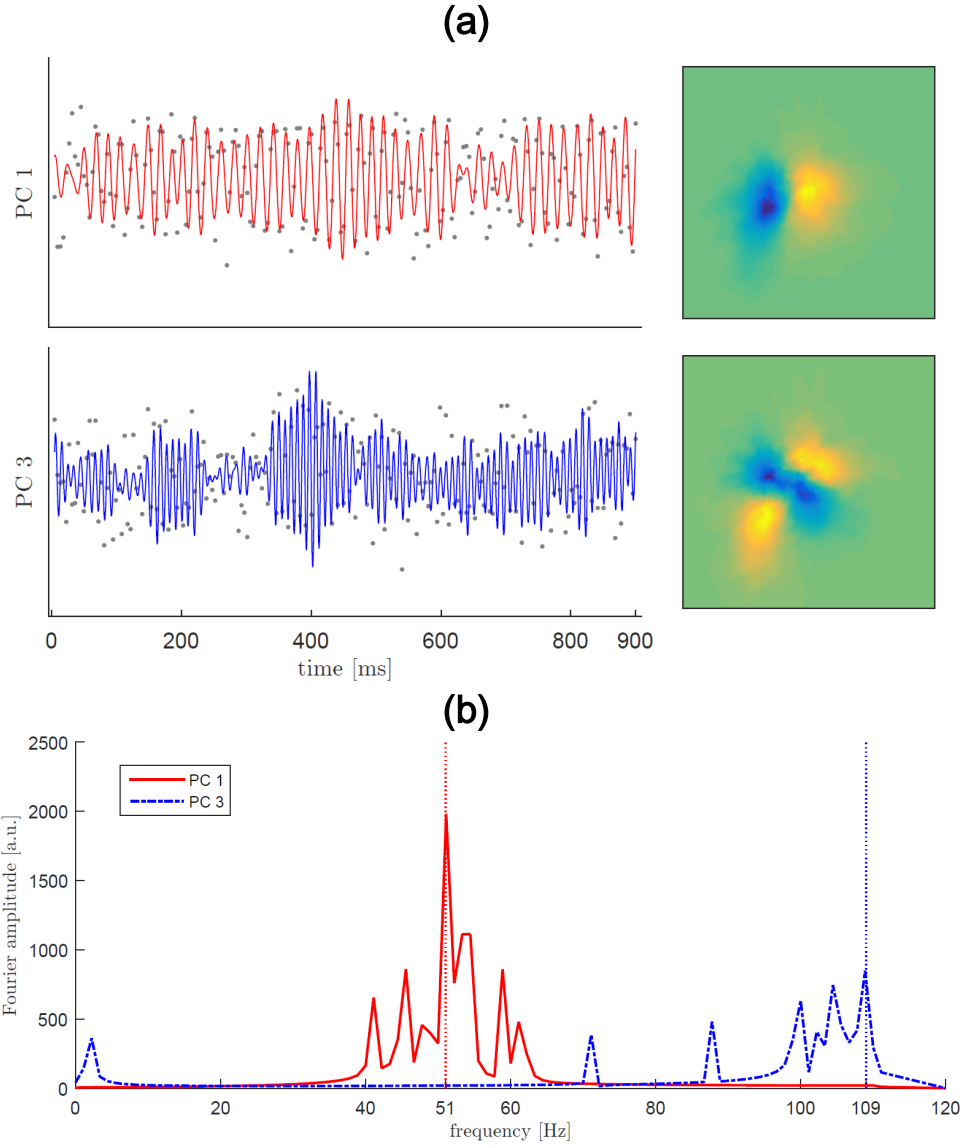 (a)
PC 1
PC 3
0 200 400 600 800 900
time [ms]
(b)
Fourier amplitude [a.u.]
2500
2000
1500
1000
500
0
PC 1
PC 3
0 20 40 51 60 80 100 109 120
frequency [Hz]